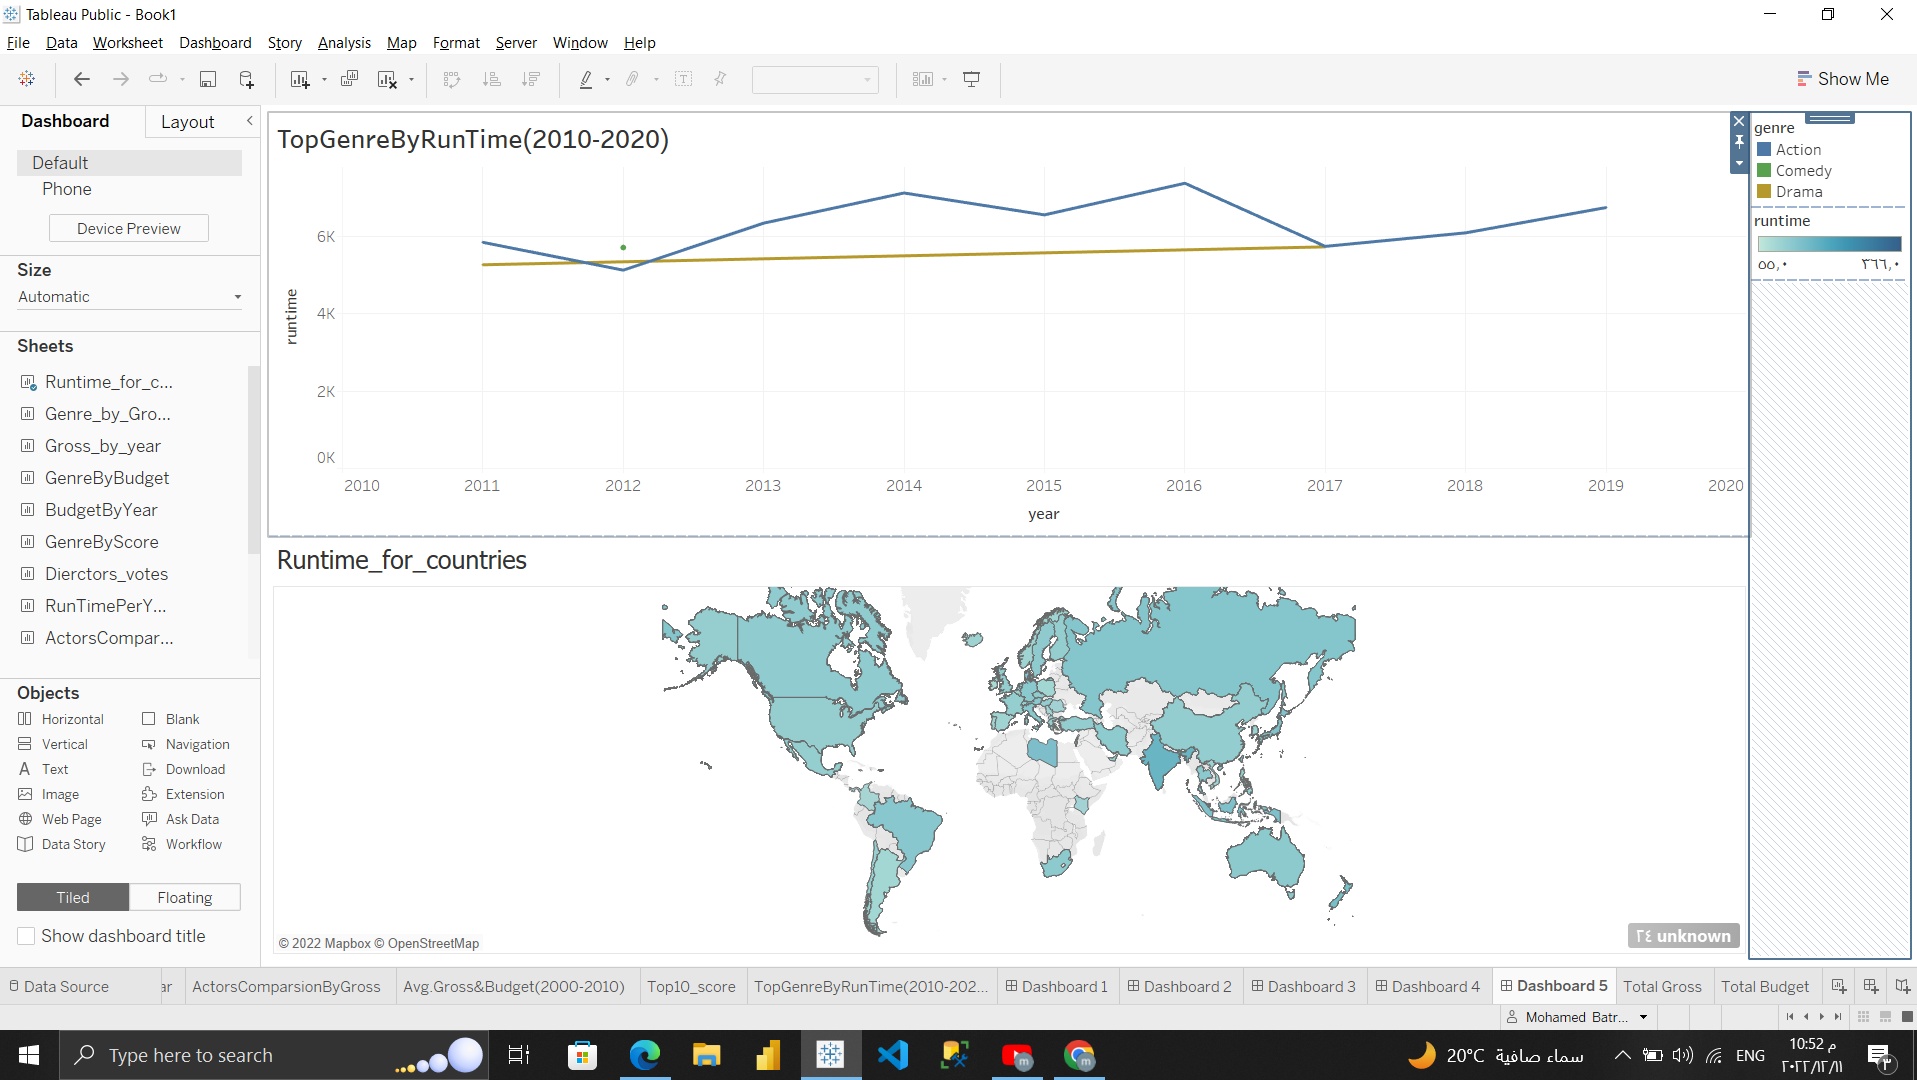 Tableau Public - Book1
File Data Worksheet Dashboard Story Analysis Map Format Server Window Help
Show Me
Dashboard Layout
Default
Phone
Device Preview
Size
Automatic
Sheets
Runtime_for_c...
Genre_by_Gro...
Gross_by_year
GenreByBudget
BudgetByYear
GenreByScore
Dierctors_votes
RunTimePerY...
ActorsCompar...
Objects
Horizontal Blank
Vertical Navigation
Text Download
Image Extension
Web Page Ask Data
Data Story Workflow
Tiled Floating
Show dashboard title
TopGenreByRunTime(2010-2020)
6K
4K
2K
0K
runtime
2010 2011 2012 2013 2014 2015 2016 2017 2018 2019 2020
year
genre
Action
Comedy
Drama
runtime
٥٥,٠ ٣٦٦,٠
Runtime_for_countries
© 2022 Mapbox © OpenStreetMap
٢٤ unknown
Data Source ar ActorsComparsionByGross Avg.Gross&Budget(2000-2010) Top10_score TopGenreByRunTime(2010-202... Dashboard 1 Dashboard 2 Dashboard 3 Dashboard 4 Dashboard 5 Total Gross Total Budget
Mohamed Batr...
Type here to search
20°C سماء صافية
ENG
10:52 م
٢٠٢٢/١٢/١١
٣